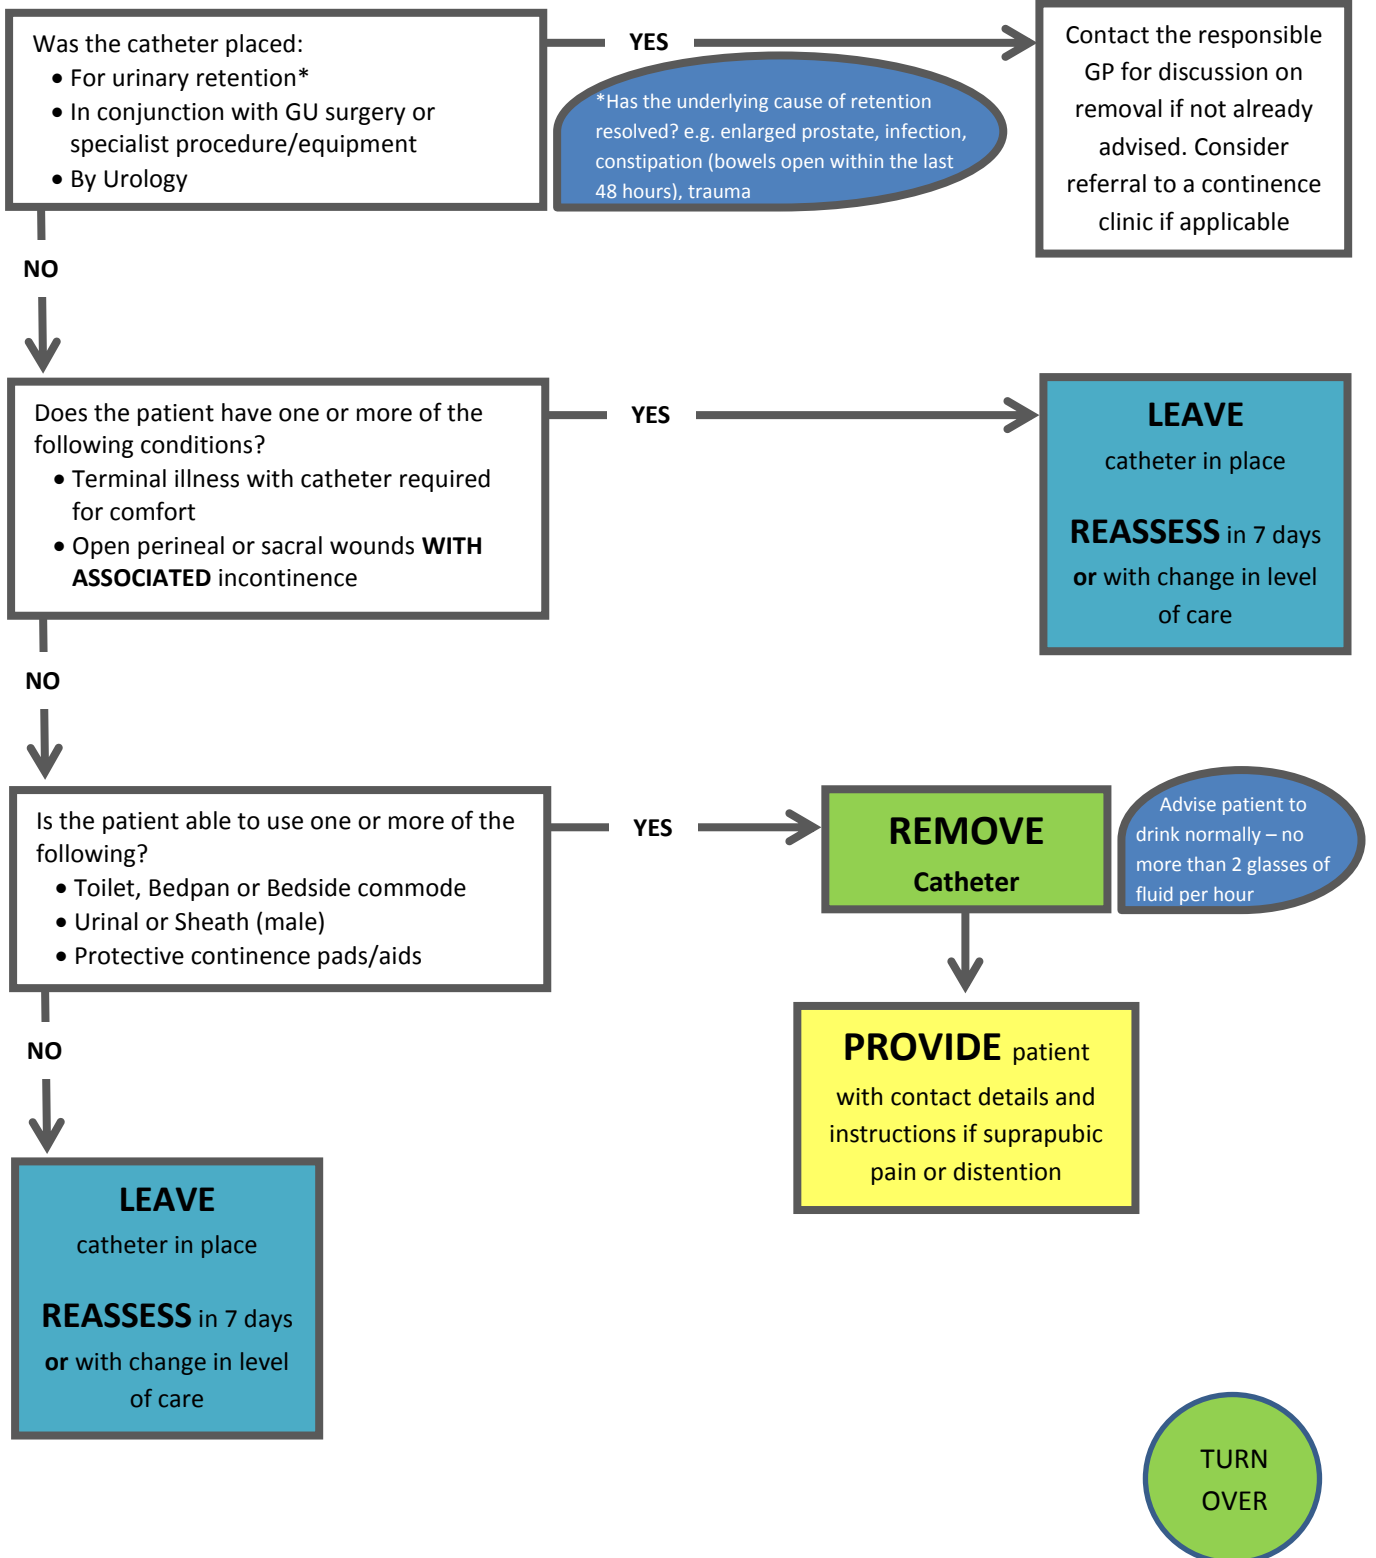 Was the catheter placed:
• For urinary retention*
• In conjunction with GU surgery or
specialist procedure/equipment
• By Urology
YES
*Has the underlying cause of retention
resolved? e.g. enlarged prostate, infection,
constipation (bowels open within the last
48 hours), trauma
Contact the responsible
GP for discussion on
removal if not already
advised. Consider
referral to a continence
clinic if applicable
NO
Does the patient have one or more of the
following conditions?
• Terminal illness with catheter required
for comfort
• Open perineal or sacral wounds WITH
ASSOCIATED incontinence
YES
LEAVE
catheter in place
REASSESS in 7 days
or with change in level
of care
NO
Is the patient able to use one or more of the
following?
• Toilet, Bedpan or Bedside commode
• Urinal or Sheath (male)
• Protective continence pads/aids
YES
REMOVE
Catheter
Advise patient to
drink normally – no
more than 2 glasses of
fluid per hour
PROVIDE patient
with contact details and
instructions if suprapubic
pain or distention
NO
LEAVE
catheter in place
REASSESS in 7 days
or with change in level
of care
TURN
OVER